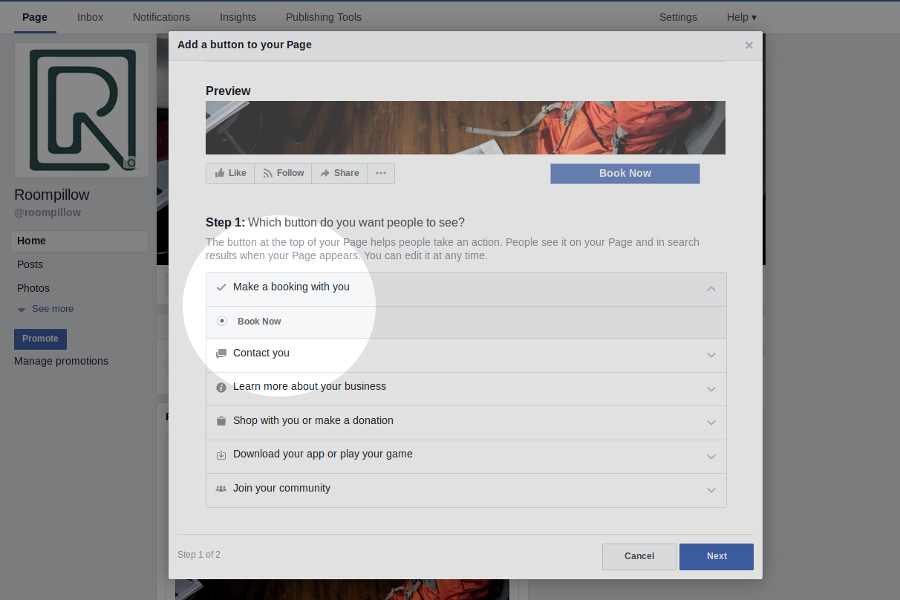 Page Inbox Notifications Insights Publishing Tools Settings Help ▾
Add a button to your Page ×
Preview
Like Follow Share ...
Book Now
Roompillow
@roompillow
Home
Posts
Photos
See more
Promote
Manage promotions
Step 1: Which button do you want people to see?
The button at the top of your Page helps people take an action. People see it on your Page and in search
results when your Page appears. You can edit it at any time.
Make a booking with you
Book Now
Contact you
Learn more about your business
Shop with you or make a donation
Download your app or play your game
Join your community
Step 1 of 2
Cancel Next